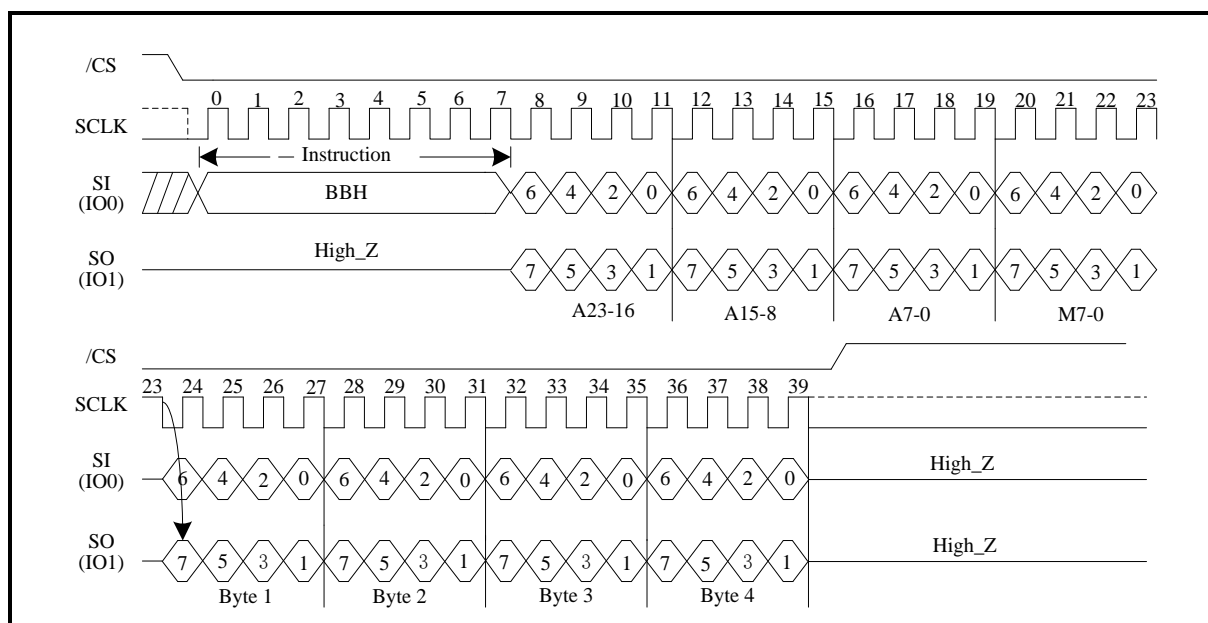 /CS
0 1 2 3 4 5 6 7 8 9 10 11 12 13 14 15 16 17 18 19 20 21 22 23
SCLK
Instruction
SI
(IO0)
BBH
6 4 2 0 6 4 2 0 6 4 2 0 6 4 2 0
SO
(IO1)
High_Z
7 5 3 1 7 5 3 1 7 5 3 1 7 5 3 1
A23-16 A15-8 A7-0 M7-0
/CS
23 24 25 26 27 28 29 30 31 32 33 34 35 36 37 38 39
SCLK
SI
(IO0)
6 4 2 0 6 4 2 0 6 4 2 0 6 4 2 0
High_Z
SO
(IO1)
7 5 3 1 7 5 3 1 7 5 3 1 7 5 3 1
High_Z
Byte 1 Byte 2 Byte 3 Byte 4